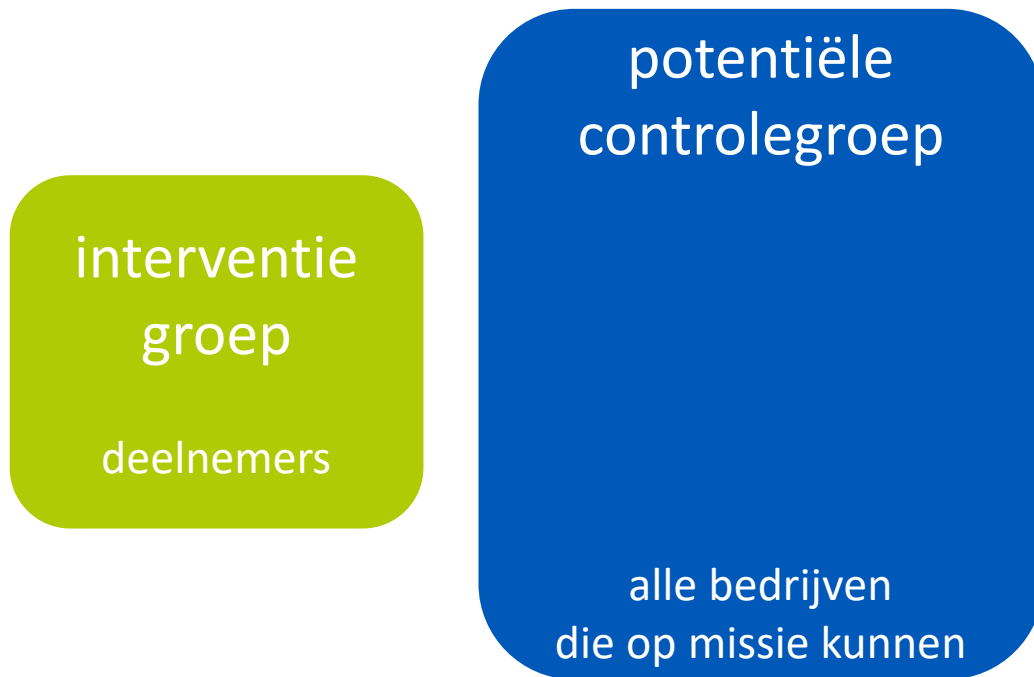 interventie
groep
deelnemers
potentiële
controlegroep
alle bedrijven
die op missie kunnen